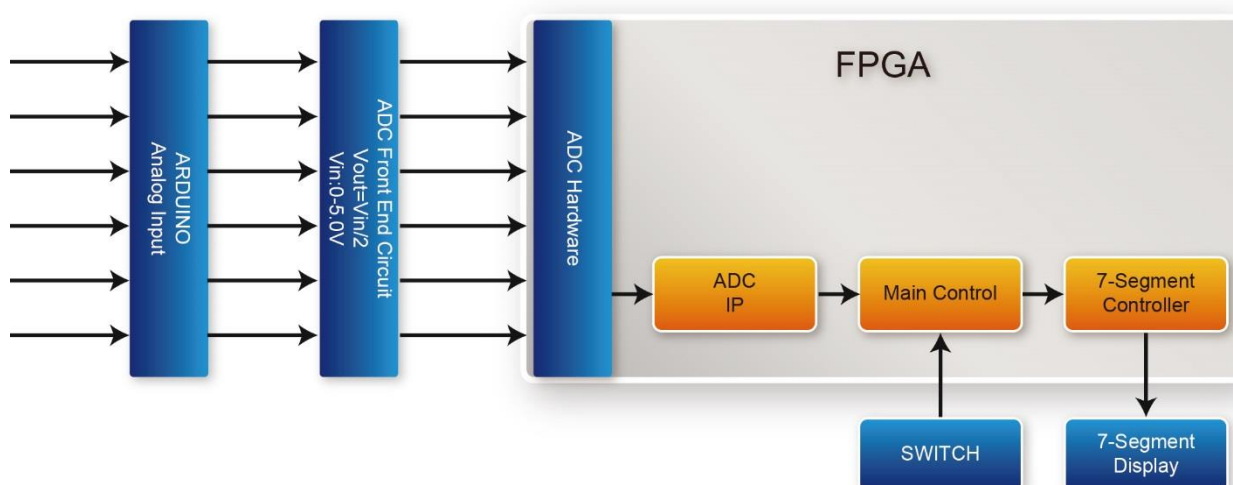 FPGA
ARDUINO
Analog Input
ADC Front End Circuit
Vout=Vin/2
Vin:0-5.0V
ADC Hardware
ADC
IP
Main Control
7-Segment
Controller
SWITCH
7-Segment
Display